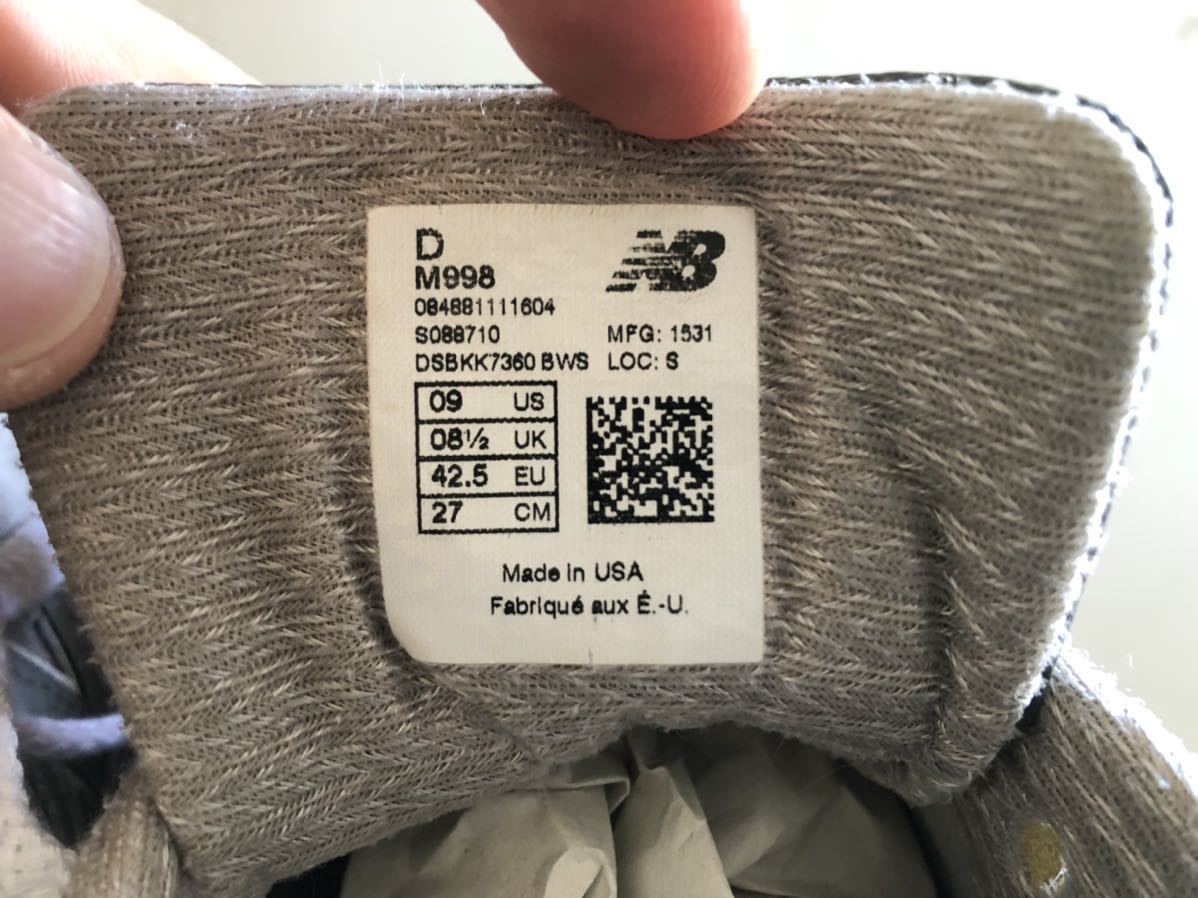 D
NB
M998
084881111604
S088710 MFG: 1531
DSBKK7360 BWS LOC: S
09 US
08½ UK
42.5 EU
27 CM
Made in USA
Fabriqué aux É.-U.